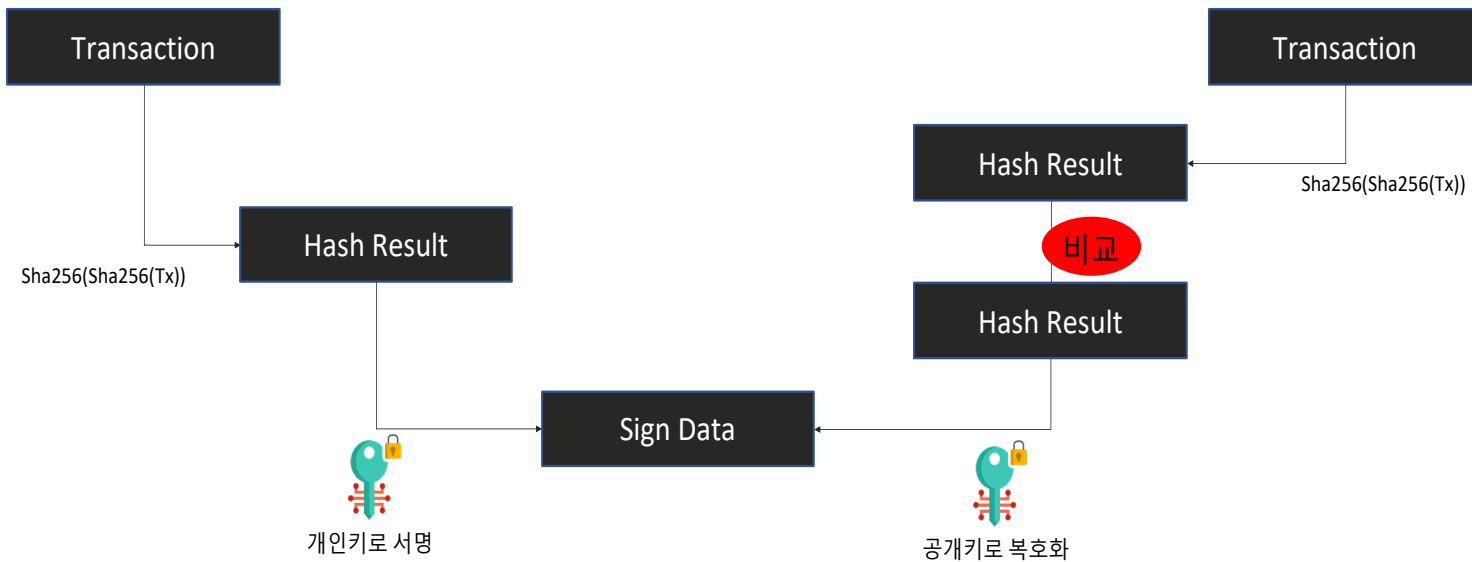 Transaction
Transaction
Hash Result
Sha256(Sha256(Tx))
Hash Result
비교
Sha256(Sha256(Tx))
Hash Result
Sign Data
개인키로 서명
공개키로 복호화